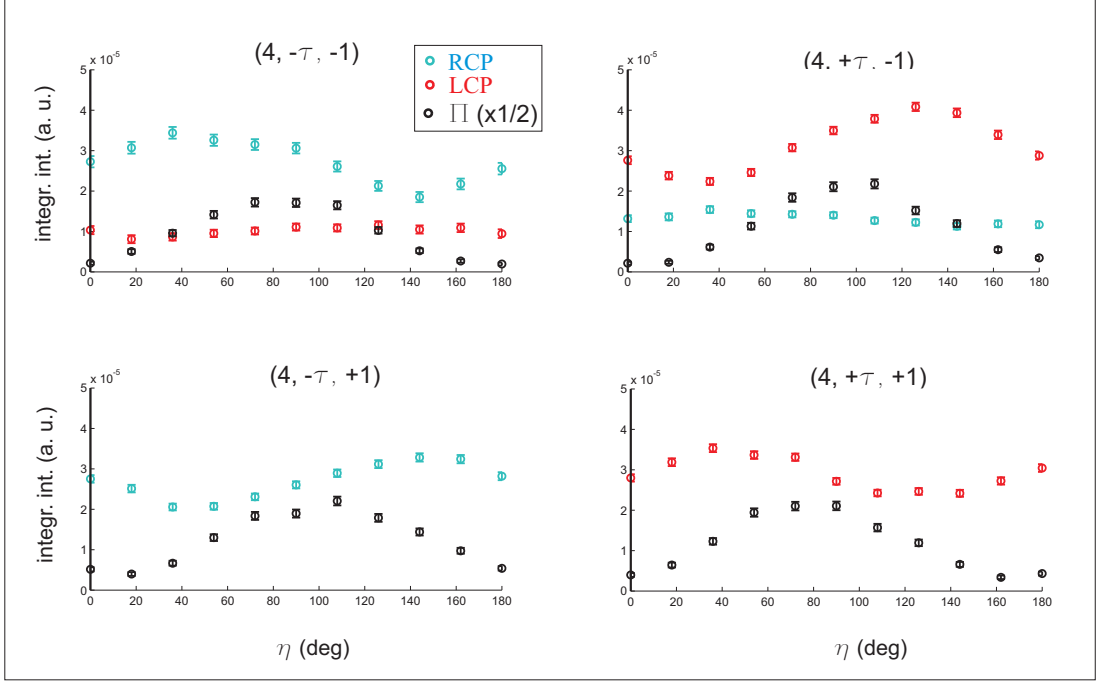 (4, -τ, -1)
x 10⁻⁵
integr. int. (a. u.)
5
4
3
2
1
0
0 20 40 60 80 100 120 140 160 180
RCP
LCP
Π (x1/2)
(4. +τ. -1)
x 10⁻⁵
5
4
3
2
1
0
0 20 40 60 80 100 120 140 160 180
(4, -τ, +1)
x 10⁻⁵
integr. int. (a. u.)
5
4
3
2
1
0
0 20 40 60 80 100 120 140 160 180
η (deg)
(4, +τ, +1)
x 10⁻⁵
5
4
3
2
1
0
0 20 40 60 80 100 120 140 160 180
η (deg)